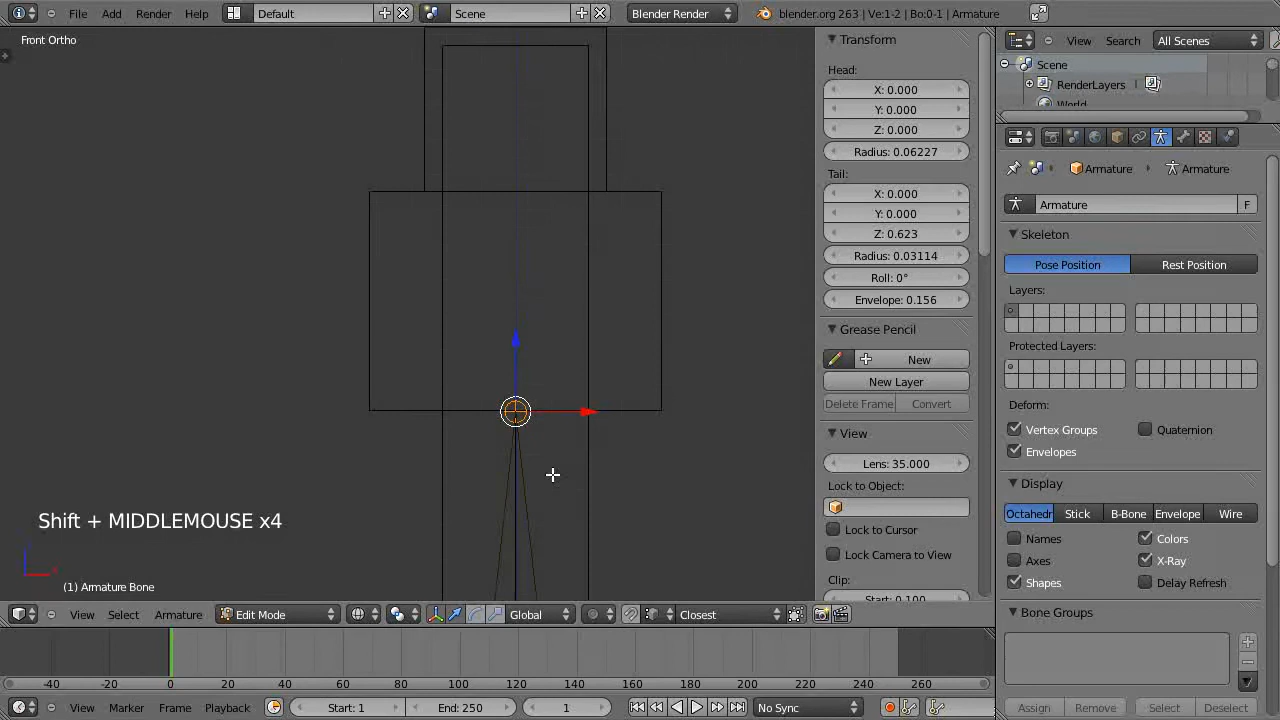 File Add Render Help Default Scene Blender Render blender.org 263 | Ve:1-2 | Bo:0-1 | Armature
Front Ortho
Shift + MIDDLEMOUSE x4
(1) Armature Bone
Transform
Head:
X: 0.000
Y: 0.000
Z: 0.000
Radius: 0.06227
Tail:
X: 0.000
Y: 0.000
Z: 0.623
Radius: 0.03114
Roll: 0°
Envelope: 0.156
Grease Pencil
New
New Layer
Delete Frame Convert
View
Lens: 35.000
Lock to Object:
Lock to Cursor
Lock Camera to View
Clip:
Start: 0.100
View Search All Scenes
Scene
RenderLayers
World
Armature Armature
Armature F
Skeleton
Pose Position Rest Position
Layers:
Protected Layers:
Deform:
Vertex Groups Quaternion
Envelopes
Display
Octahedr Stick B-Bone Envelope Wire
Names Colors
Axes X-Ray
Shapes Delay Refresh
Bone Groups
Assign Remove Select Deselect
View Select Armature Edit Mode Global Closest
-40 -20 0 20 40 60 80 100 120 140 160 180 200 220 240 260
View Marker Frame Playback Start: 1 End: 250 1 No Sync